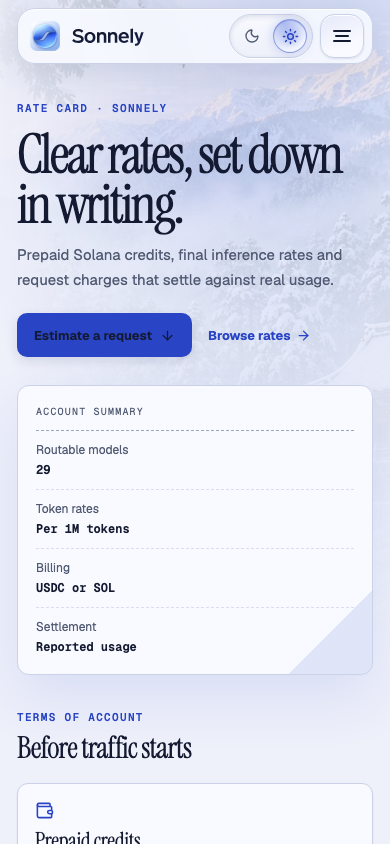 Sonnely
RATE CARD · SONNELY
Clear rates, set down
in writing.
Prepaid Solana credits, final inference rates and
request charges that settle against real usage.
Estimate a request ↓
Browse rates →
ACCOUNT SUMMARY
Routable models
29
Token rates
Per 1M tokens
Billing
USDC or SOL
Settlement
Reported usage
TERMS OF ACCOUNT
Before traffic starts
Prepaid credits